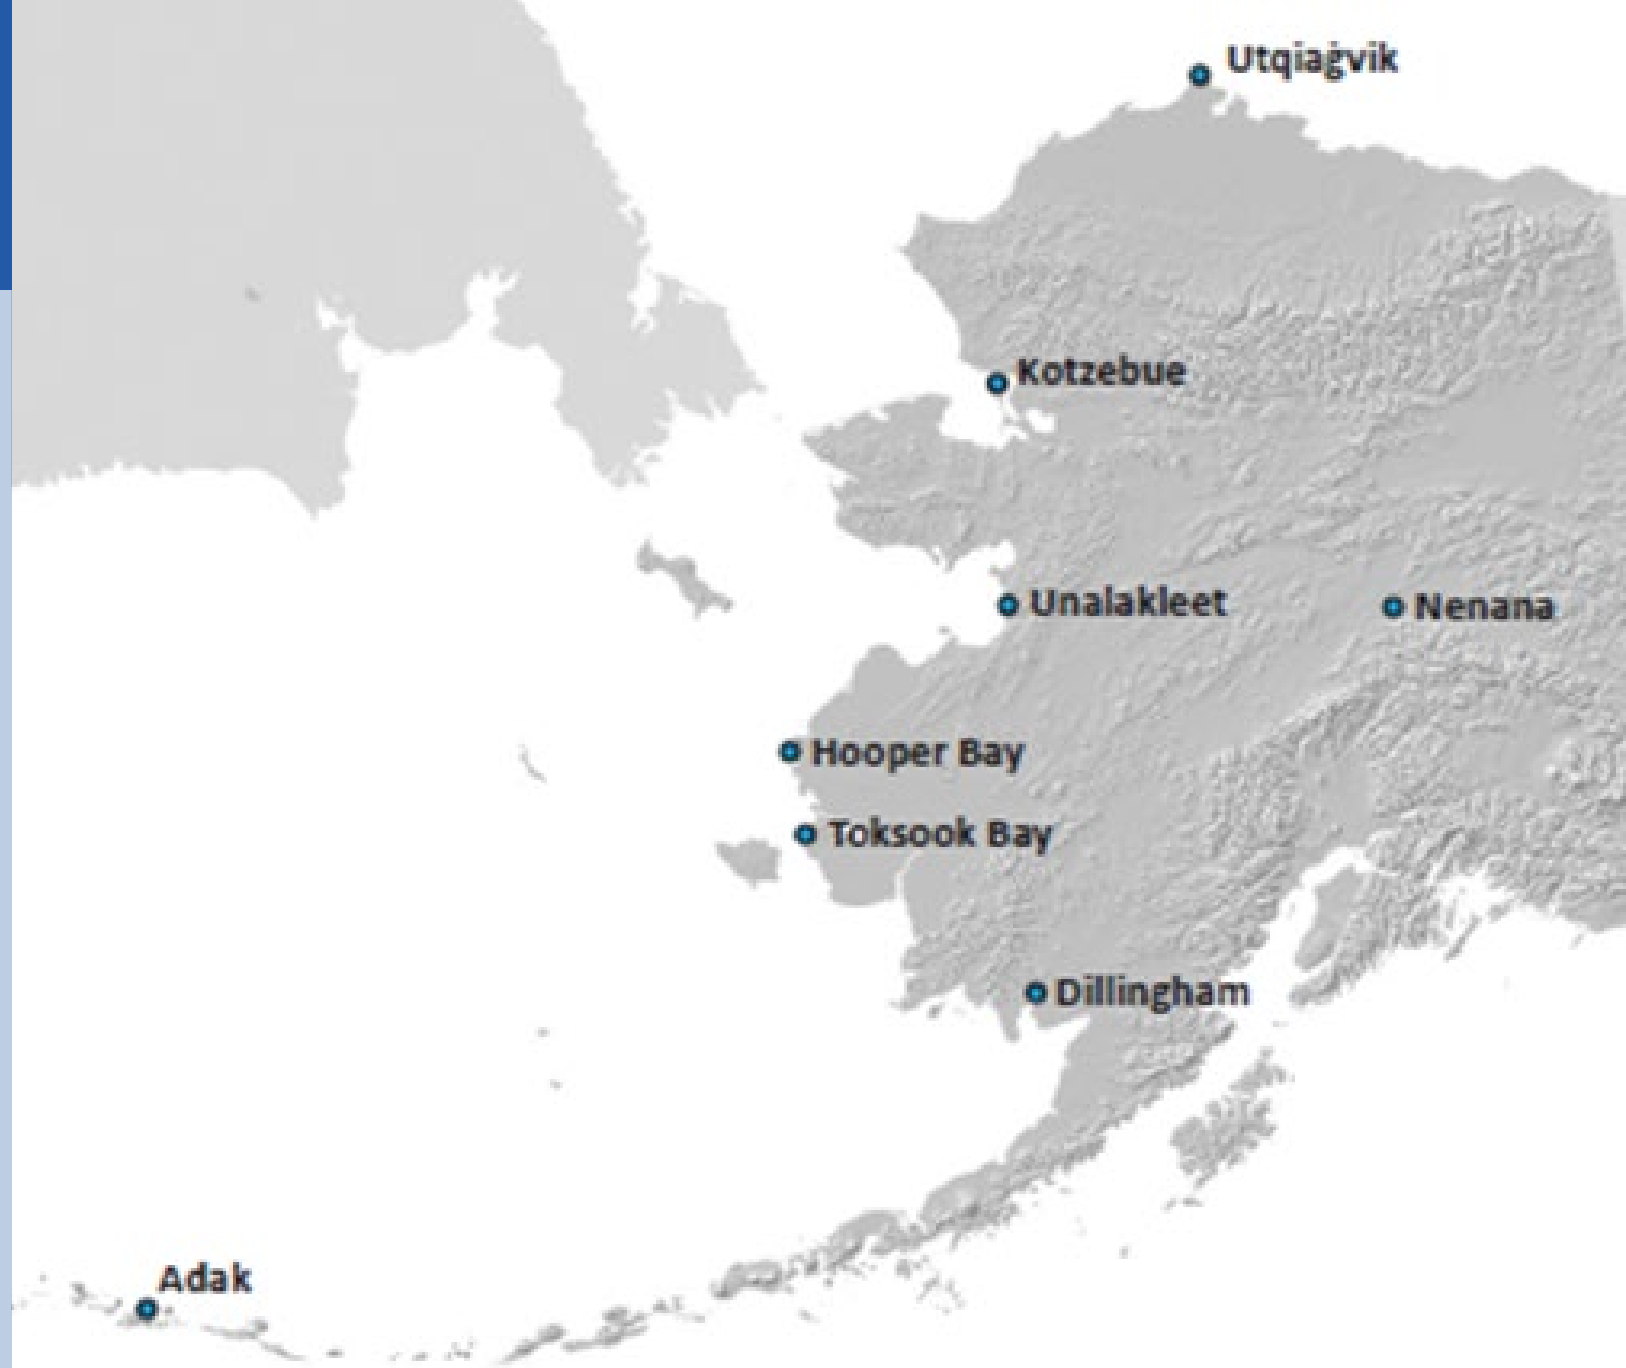 Utqiaġvik
Kotzebue
Unalakleet
Nenana
Hooper Bay
Toksook Bay
Dillingham
Adak